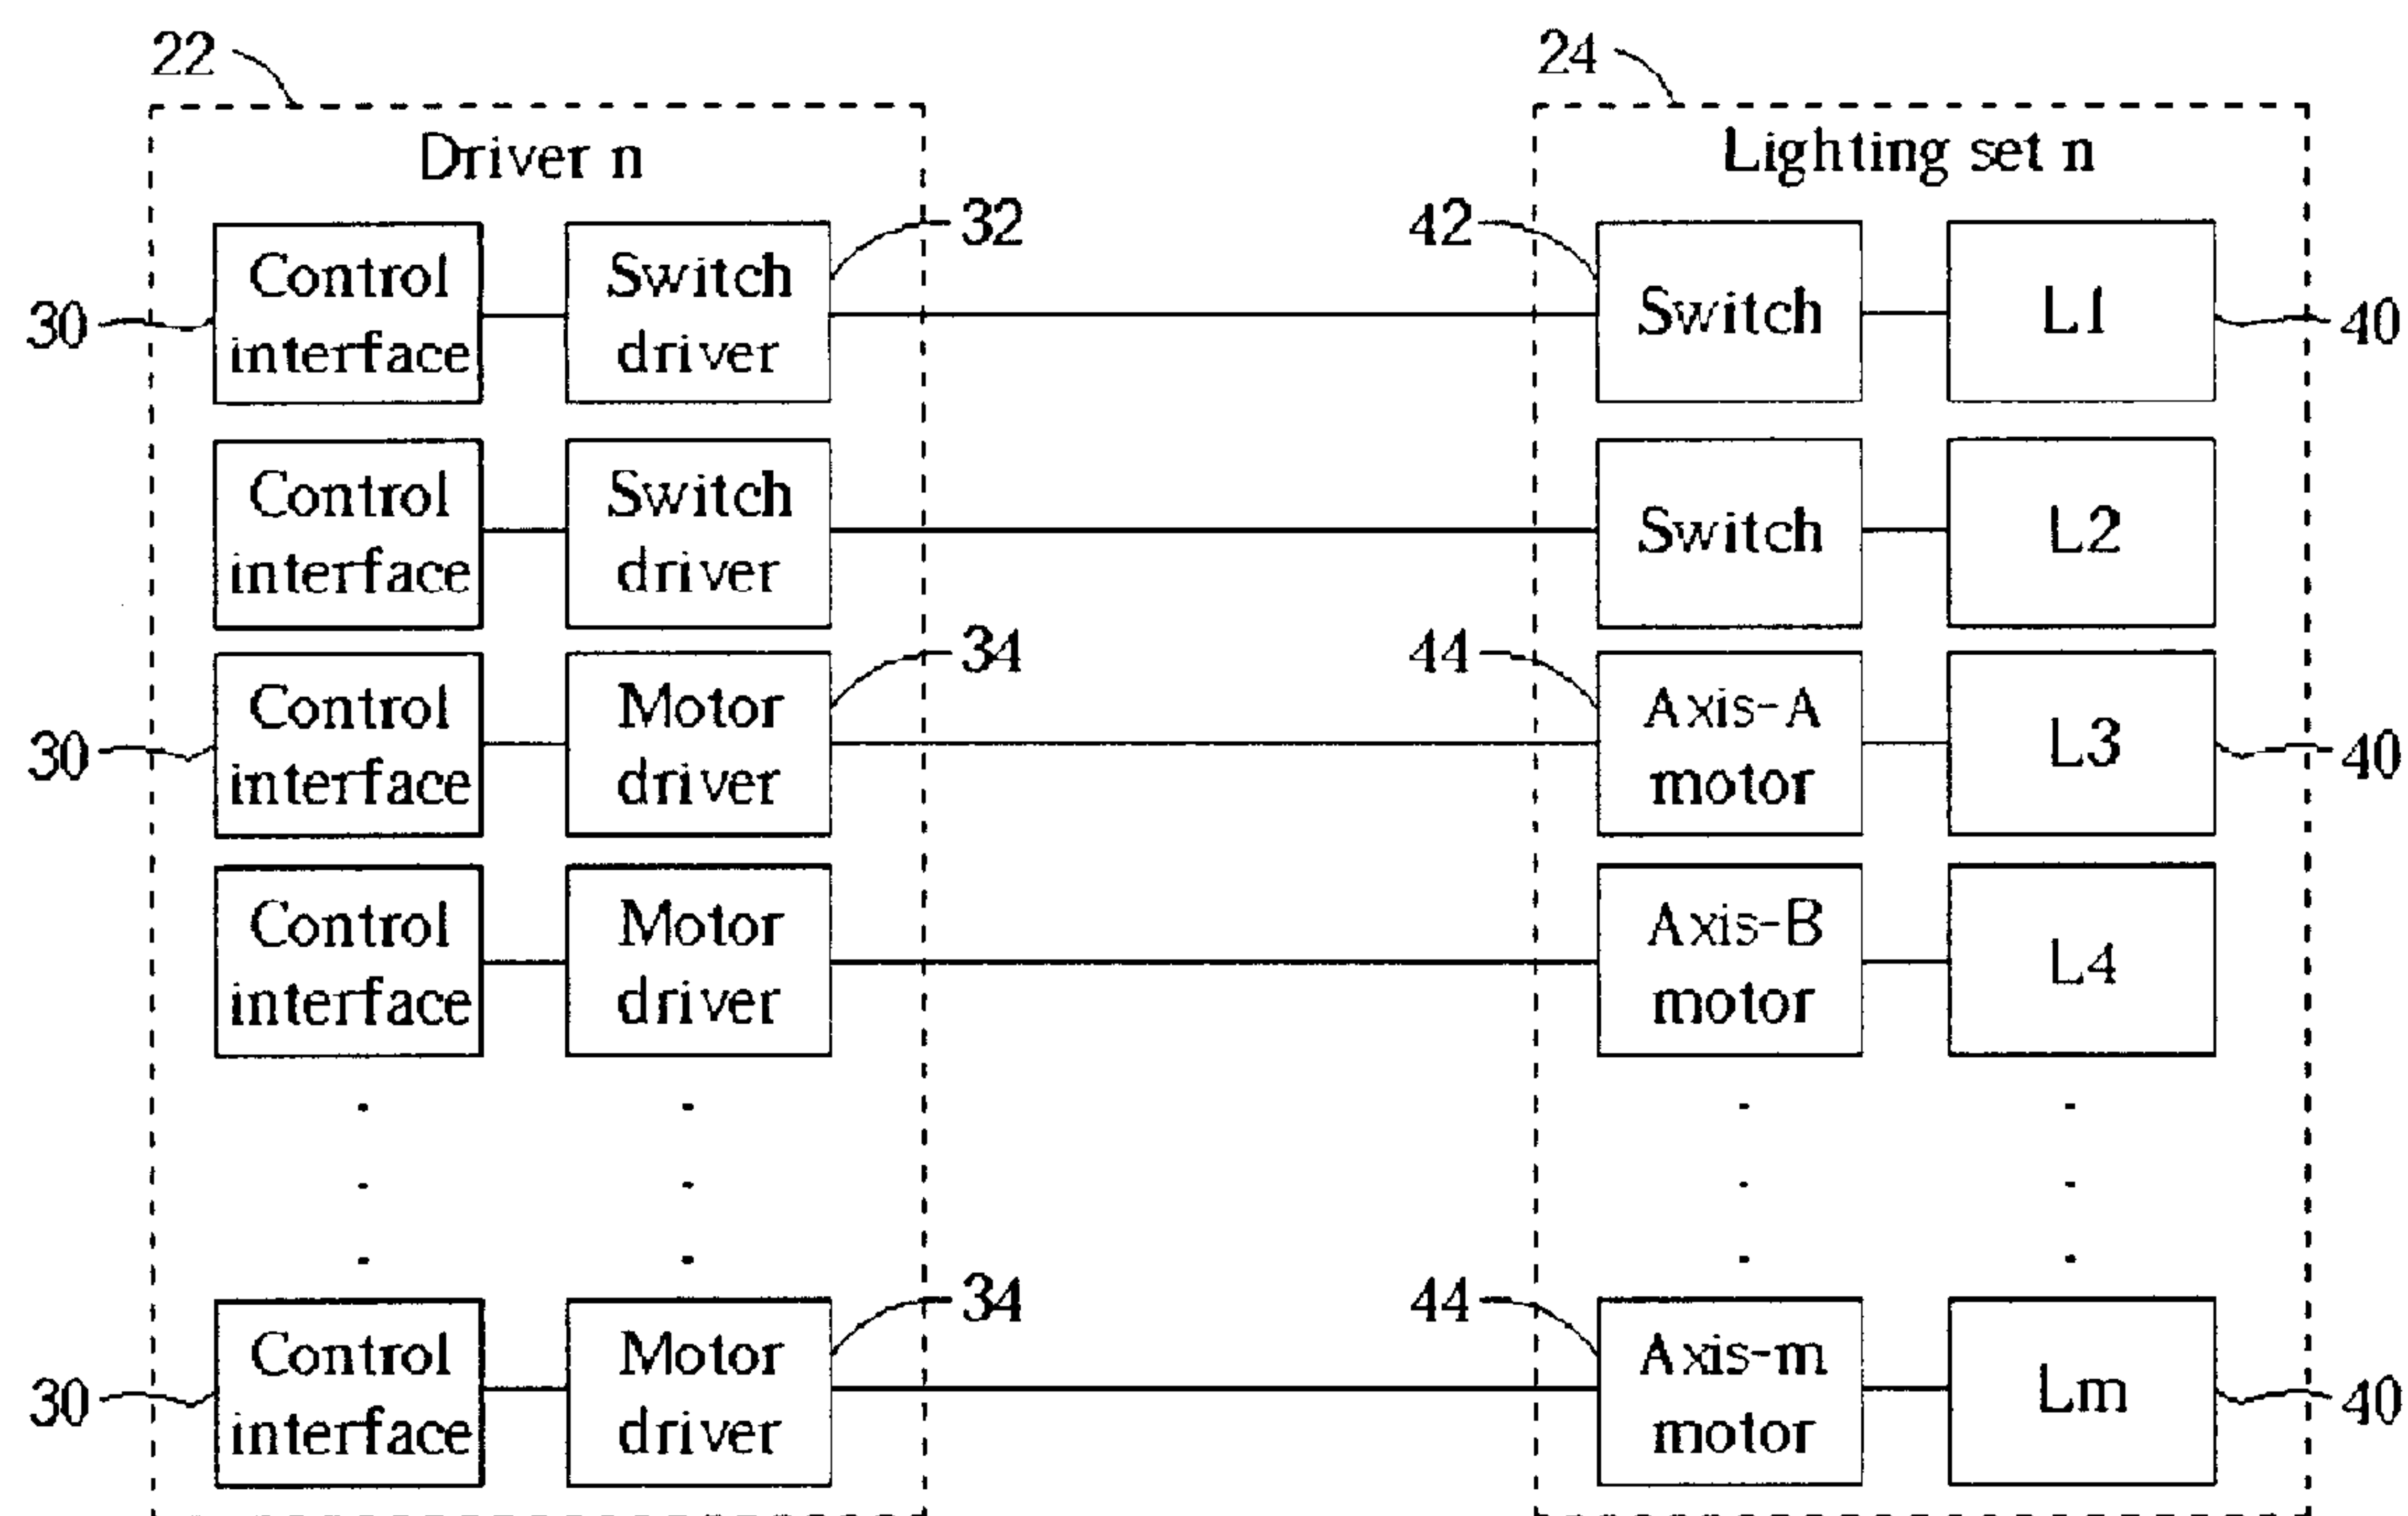 22
24
Driver n
Lighting set n
32
42
Control
interface
Switch
driver
Switch
L1
30
40
Control
interface
Switch
driver
Switch
L2
34
44
Control
interface
Motor
driver
Axis-A
motor
L3
30
40
Control
interface
Motor
driver
Axis-B
motor
L4
34
44
Control
interface
Motor
driver
Axis-m
motor
Lm
30
40